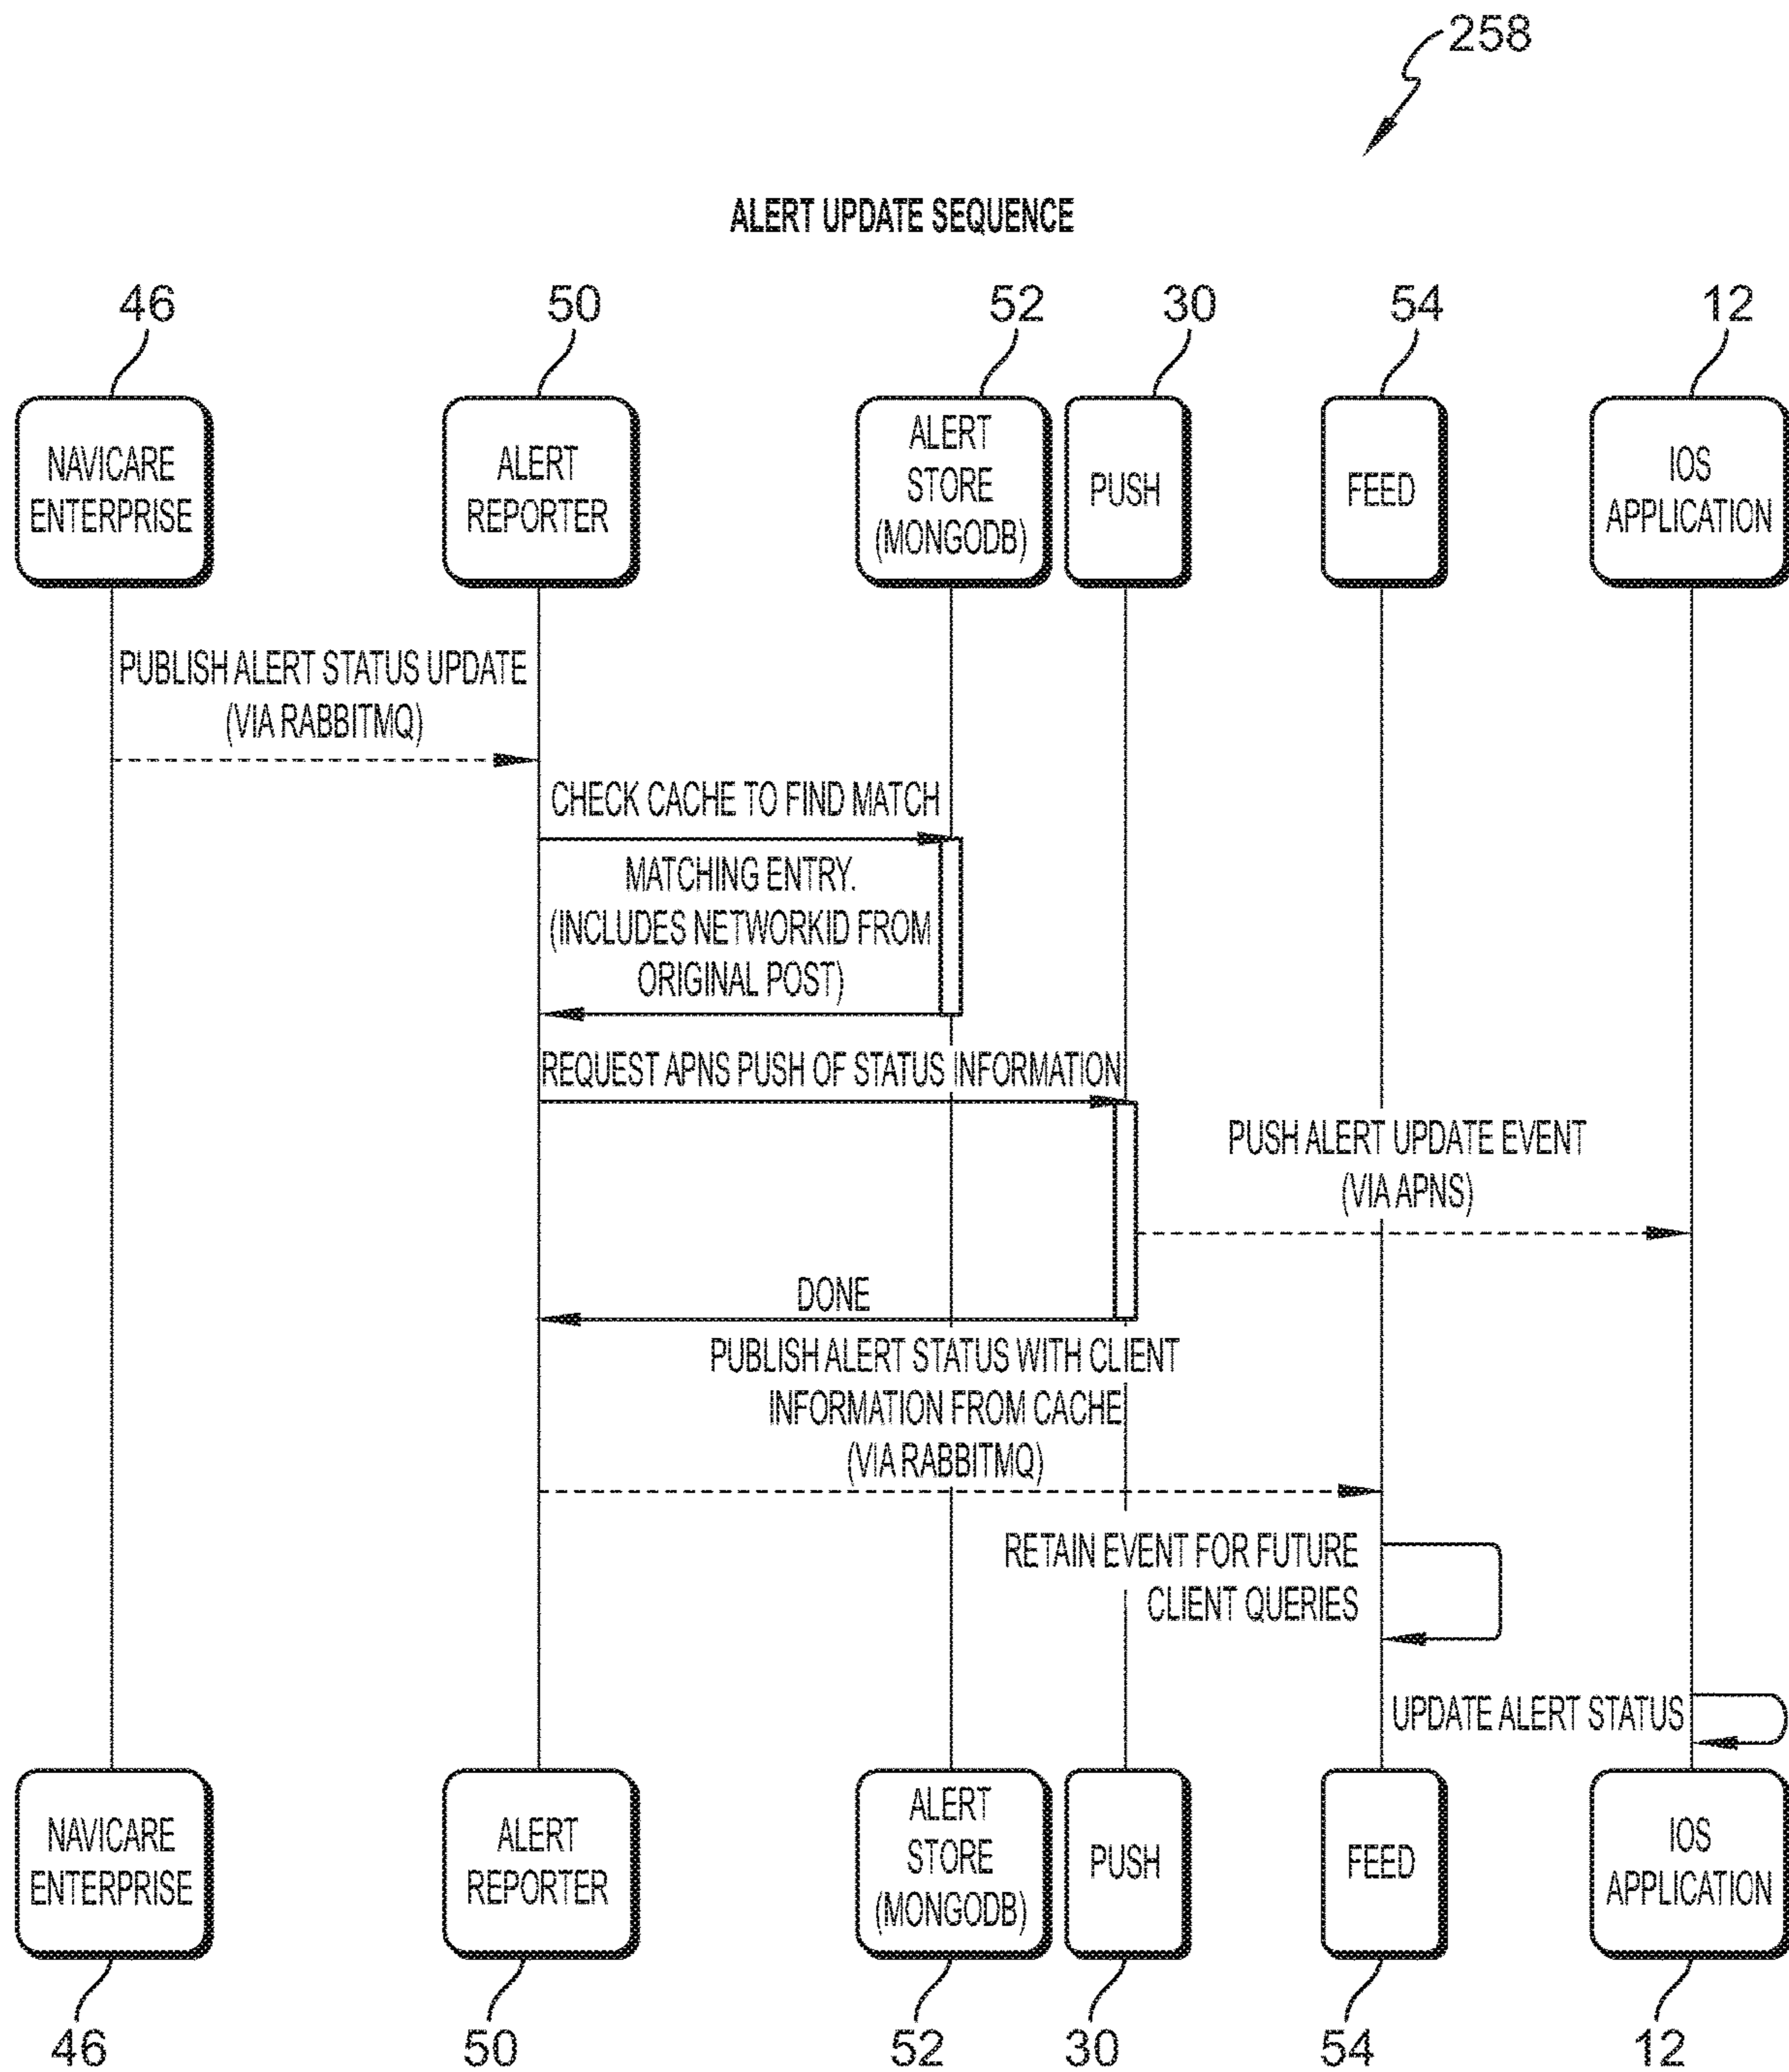 258
ALERT UPDATE SEQUENCE
46 50 52 30 54 12
NAVICARE
ENTERPRISE
ALERT
REPORTER
ALERT
STORE
(MONGODB)
PUSH
FEED
IOS
APPLICATION
PUBLISH ALERT STATUS UPDATE
(VIA RABBITMQ)
CHECK CACHE TO FIND MATCH
MATCHING ENTRY.
(INCLUDES NETWORKID FROM
ORIGINAL POST)
REQUEST APNS PUSH OF STATUS INFORMATION
PUSH ALERT UPDATE EVENT
(VIA APNS)
DONE
PUBLISH ALERT STATUS WITH CLIENT
INFORMATION FROM CACHE
(VIA RABBITMQ)
RETAIN EVENT FOR FUTURE
CLIENT QUERIES
UPDATE ALERT STATUS
NAVICARE
ENTERPRISE
ALERT
REPORTER
ALERT
STORE
(MONGODB)
PUSH
FEED
IOS
APPLICATION
46 50 52 30 54 12